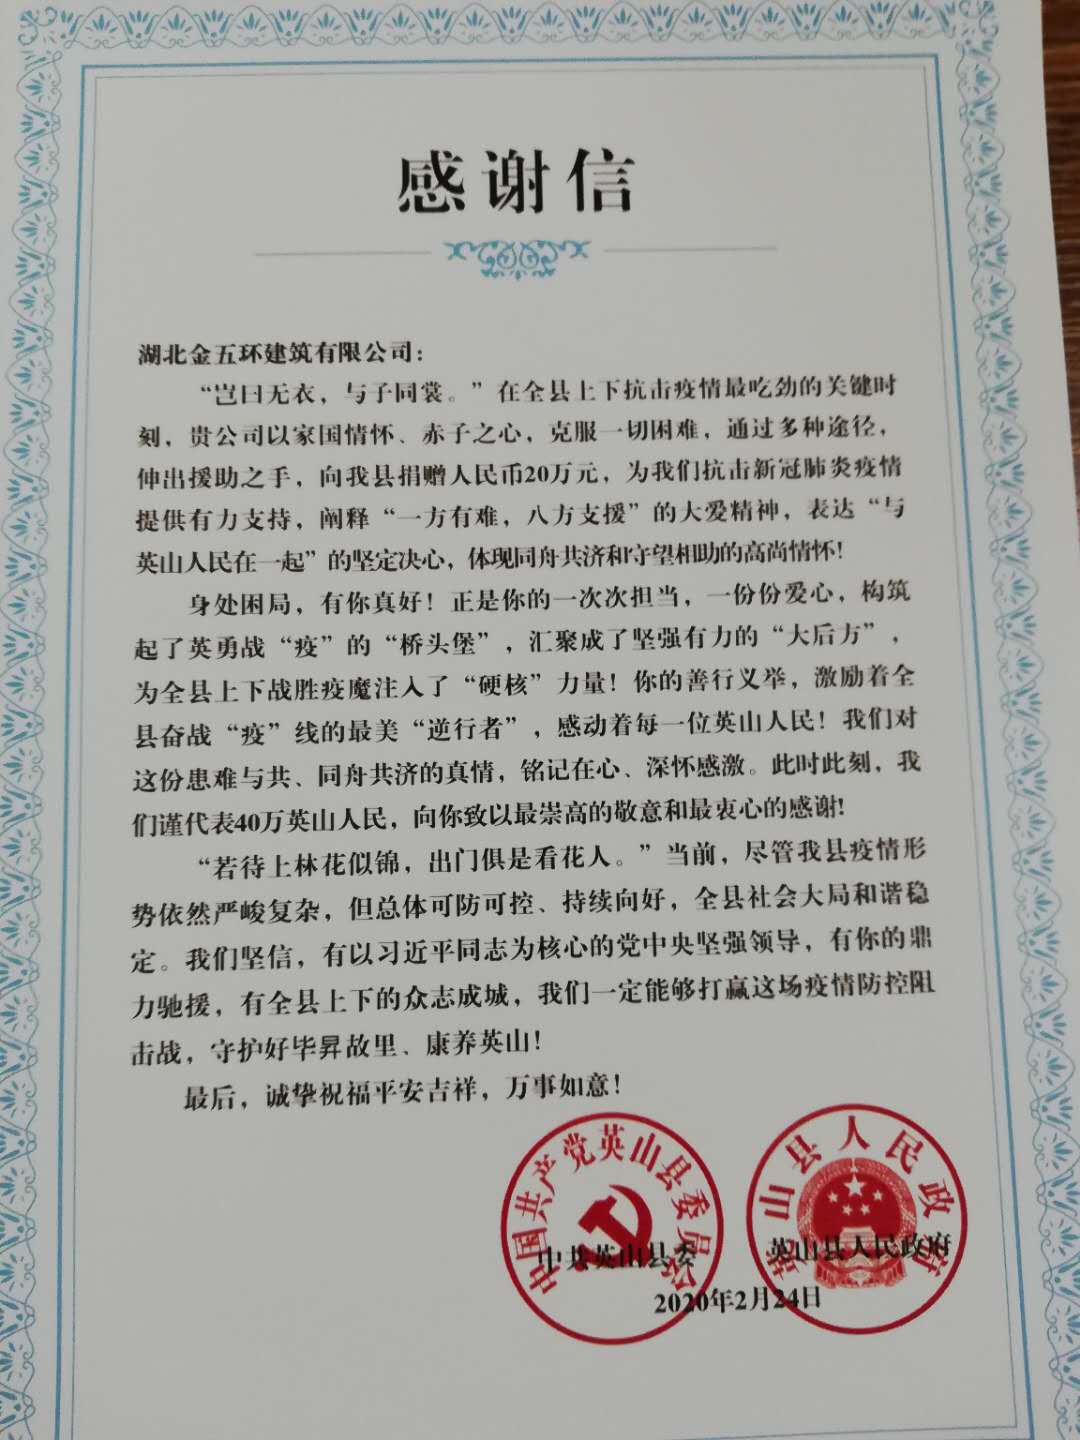 感谢信
湖北金五环建筑有限公司：
“岂曰无衣，与子同裳。”在全县上下抗击疫情最吃劲的关键时
刻，贵公司以家国情怀、赤子之心，克服一切困难，通过多种途径，
伸出援助之手，向我县捐赠人民币20万元，为我们抗击新冠肺炎疫情
提供有力支持，阐释“一方有难，八方支援”的大爱精神，表达“与
英山人民在一起”的坚定决心，体现同舟共济和守望相助的高尚情怀！
身处困局，有你真好！正是你的一次次担当，一份份爱心，构筑
起了英勇战“疫”的“桥头堡”，汇聚成了坚强有力的“大后方”，
为全县上下战胜疫魔注入了“硬核”力量！你的善行义举，激励着全
县奋战“疫”线的最美“逆行者”，感动着每一位英山人民！我们对
这份患难与共、同舟共济的真情，铭记在心、深怀感激。此时此刻，我
们谨代表40万英山人民，向你致以最崇高的敬意和最衷心的感谢！
“若待上林花似锦，出门俱是看花人。”当前，尽管我县疫情形
势依然严峻复杂，但总体可防可控、持续向好，全县社会大局和谐稳
定。我们坚信，有以习近平同志为核心的党中央坚强领导，有你的鼎
力驰援，有全县上下的众志成城，我们一定能够打赢这场疫情防控阻
击战，守护好毕昇故里、康养英山！
最后，诚挚祝福平安吉祥，万事如意！
中国共产党英山县委员会
英山县人民政府
中共英山县委 英山县人民政府
2020年2月24日